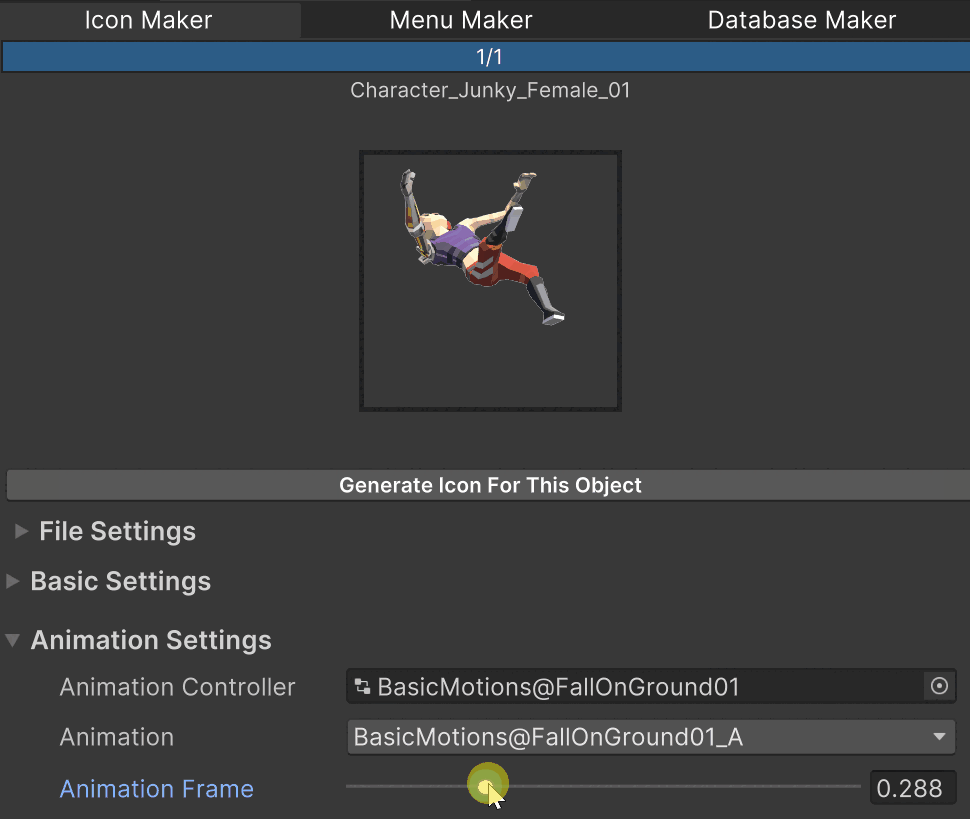 Icon Maker Menu Maker Database Maker
1/1
Character_Junky_Female_01
Generate Icon For This Object
File Settings
Basic Settings
Animation Settings
Animation Controller BasicMotions@FallOnGround01
Animation BasicMotions@FallOnGround01_A
Animation Frame 0.288